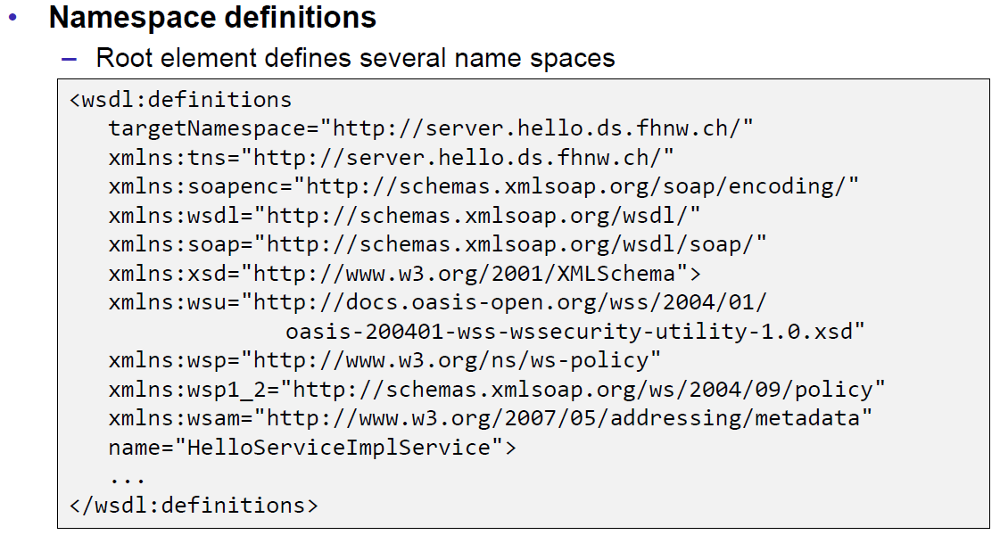 • Namespace definitions
– Root element defines several name spaces
<wsdl:definitions
targetNamespace="http://server.hello.ds.fhnw.ch/"
xmlns:tns="http://server.hello.ds.fhnw.ch/"
xmlns:soapenc="http://schemas.xmlsoap.org/soap/encoding/"
xmlns:wsdl="http://schemas.xmlsoap.org/wsdl/"
xmlns:soap="http://schemas.xmlsoap.org/wsdl/soap/"
xmlns:xsd="http://www.w3.org/2001/XMLSchema">
xmlns:wsu="http://docs.oasis-open.org/wss/2004/01/
oasis-200401-wss-wssecurity-utility-1.0.xsd"
xmlns:wsp="http://www.w3.org/ns/ws-policy"
xmlns:wsp1_2="http://schemas.xmlsoap.org/ws/2004/09/policy"
xmlns:wsam="http://www.w3.org/2007/05/addressing/metadata"
name="HelloServiceImplService">
...
</wsdl:definitions>